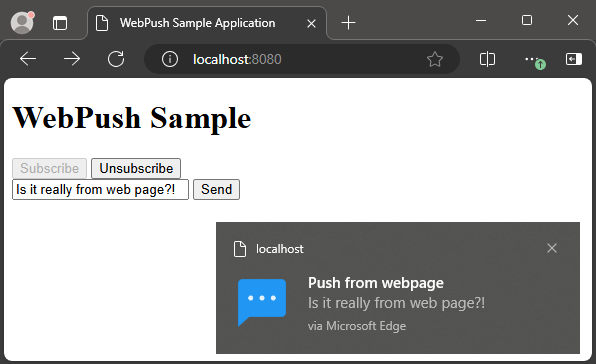 WebPush Sample Application
localhost:8080
WebPush Sample
Subscribe Unsubscribe
Is it really from web page?! Send
localhost
Push from webpage
Is it really from web page?!
via Microsoft Edge